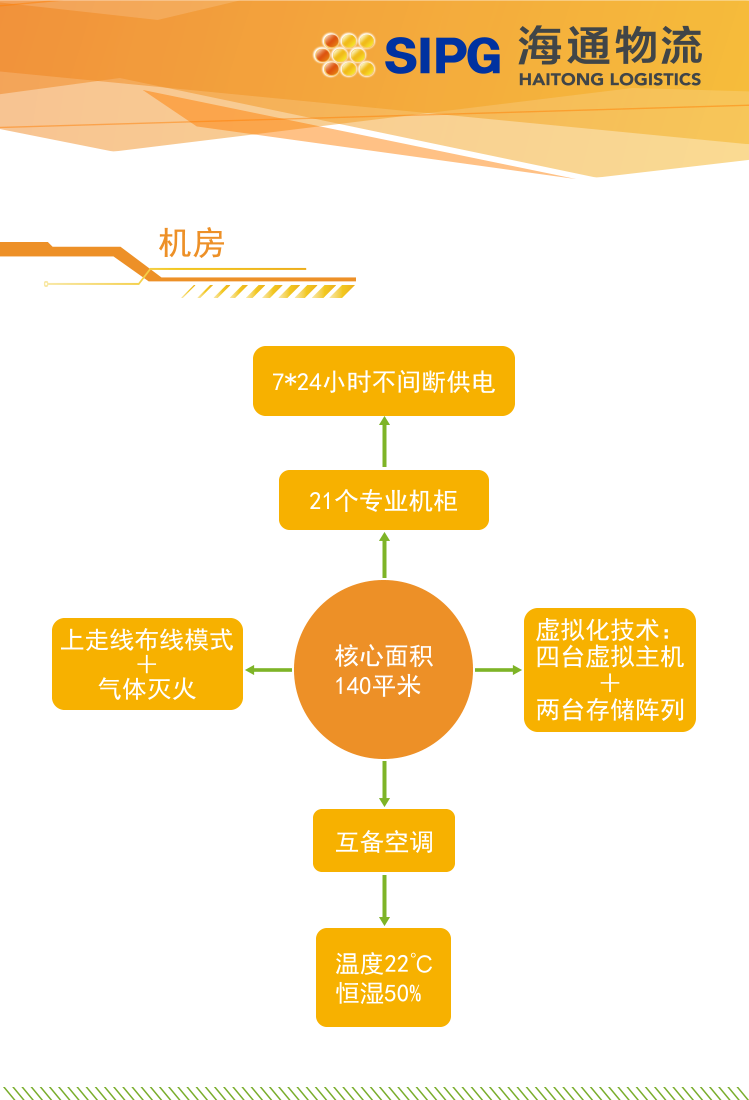 SIPG 海通物流
HAITONG LOGISTICS
机房
7*24小时不间断供电
21个专业机柜
上走线布线模式
+
气体灭火
核心面积
140平米
虚拟化技术：
四台虚拟主机
+
两台存储阵列
互备空调
温度22℃
恒湿50%